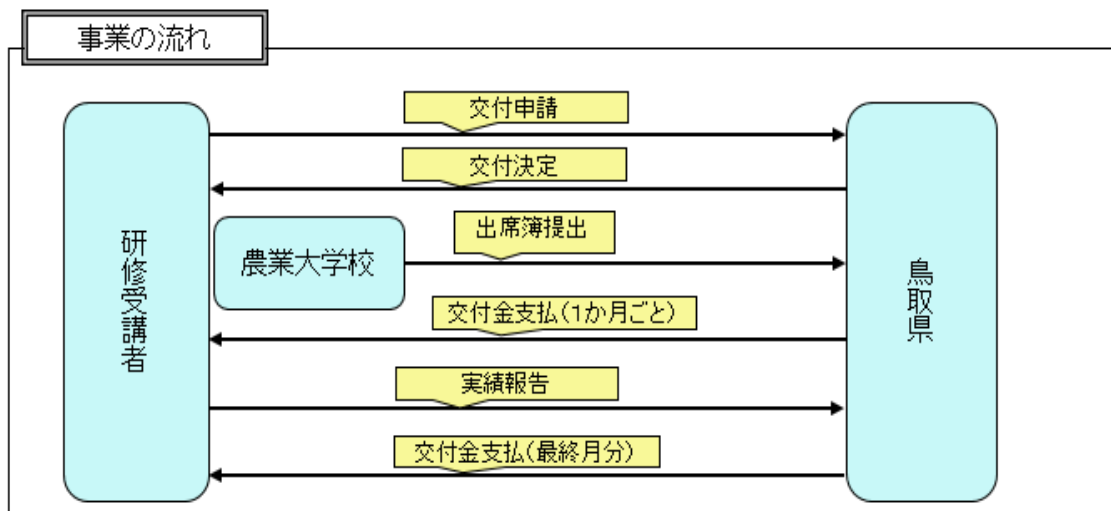 事業の流れ
交付申請
交付決定
出席簿提出
農業大学校
研修受講者
鳥取県
交付金支払(1か月ごと)
実績報告
交付金支払(最終月分)